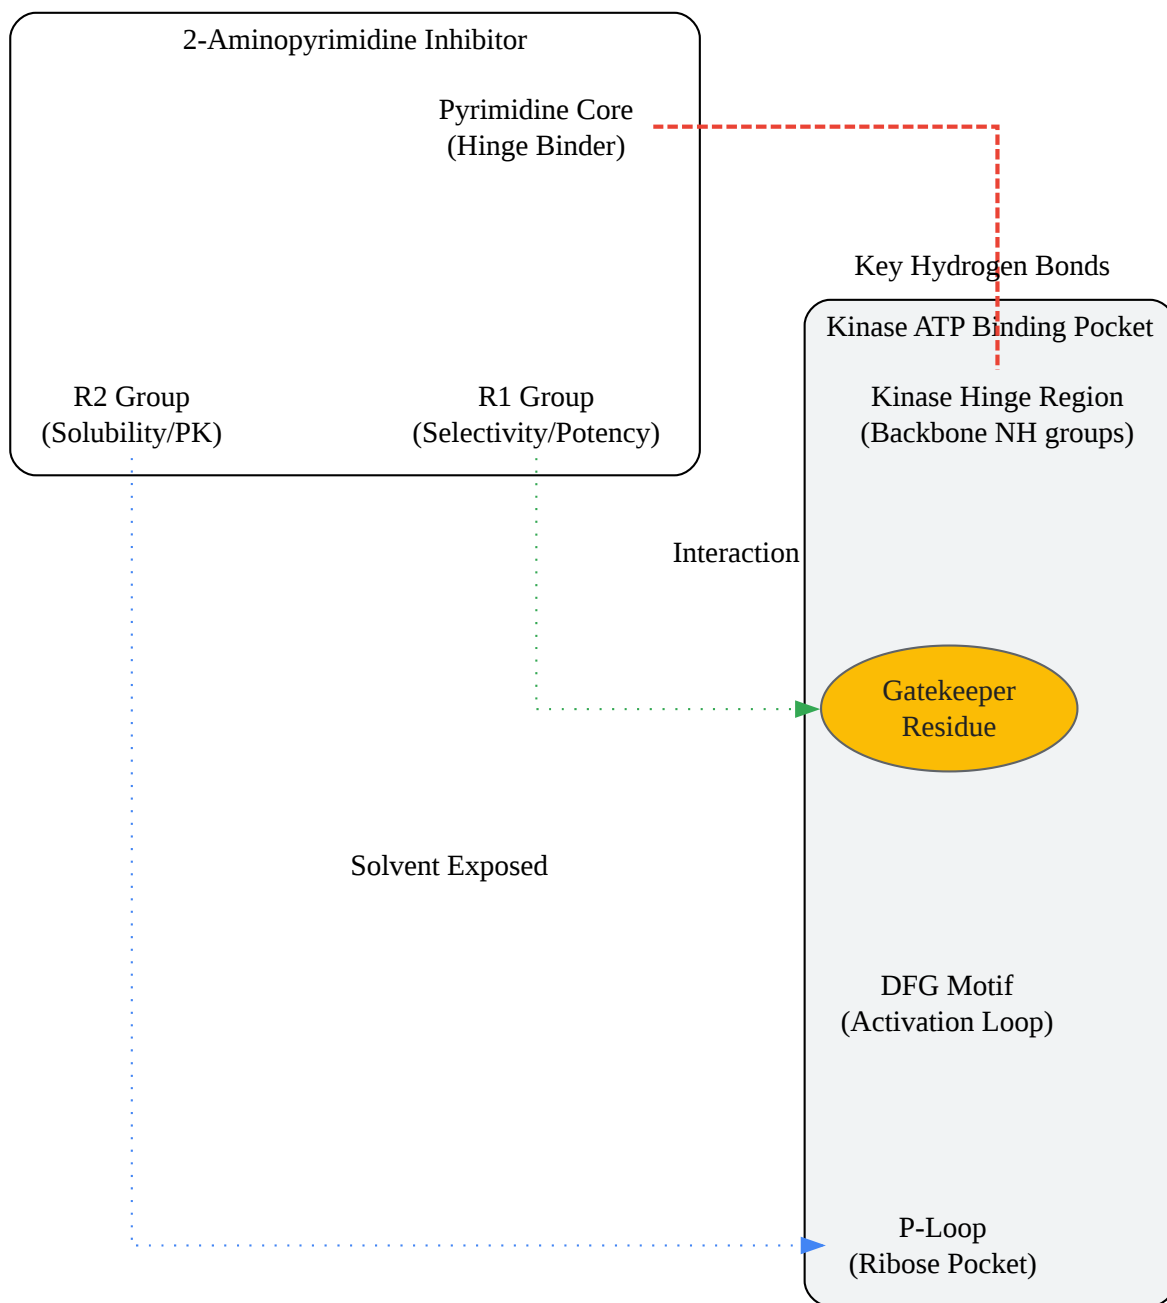 2-Aminopyrimidine Inhibitor
Pyrimidine Core
(Hinge Binder)
Key Hydrogen Bonds
Kinase ATP Binding Pocket
R2 Group
(Solubility/PK)
R1 Group
(Selectivity/Potency)
Kinase Hinge Region
(Backbone NH groups)
Interaction
Gatekeeper
Residue
Solvent Exposed
DFG Motif
(Activation Loop)
P-Loop
(Ribose Pocket)